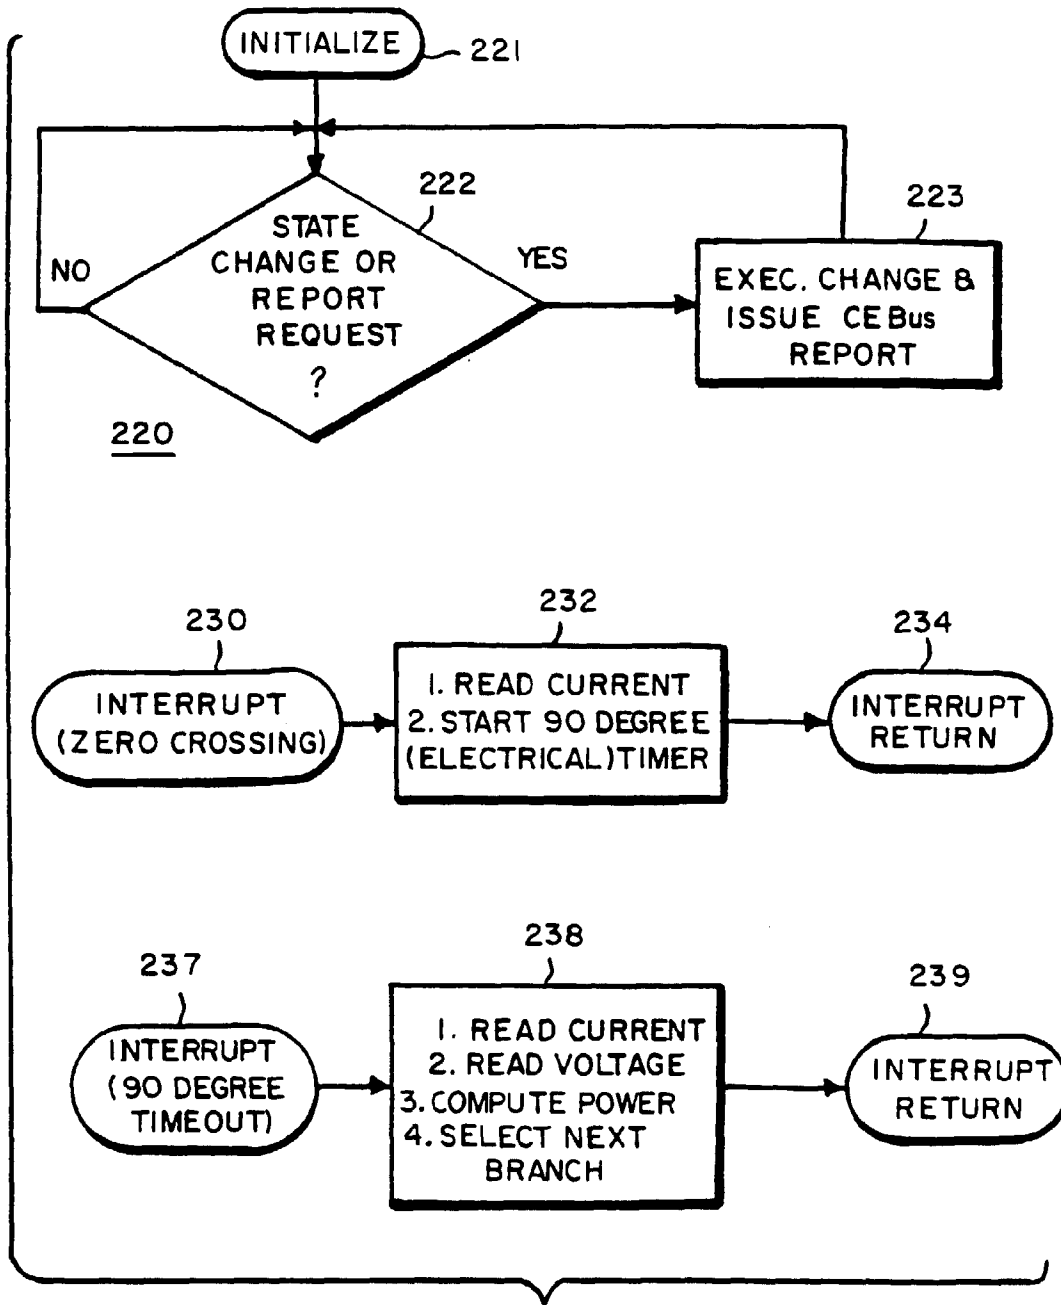 INITIALIZE
221
222
STATE
CHANGE OR
REPORT
REQUEST
?
NO
YES
223
EXEC. CHANGE &
ISSUE CEBus
REPORT
220
230
INTERRUPT
(ZERO CROSSING)
232
1. READ CURRENT
2. START 90 DEGREE
(ELECTRICAL) TIMER
234
INTERRUPT
RETURN
237
INTERRUPT
(90 DEGREE
TIMEOUT)
238
1. READ CURRENT
2. READ VOLTAGE
3. COMPUTE POWER
4. SELECT NEXT
BRANCH
239
INTERRUPT
RETURN